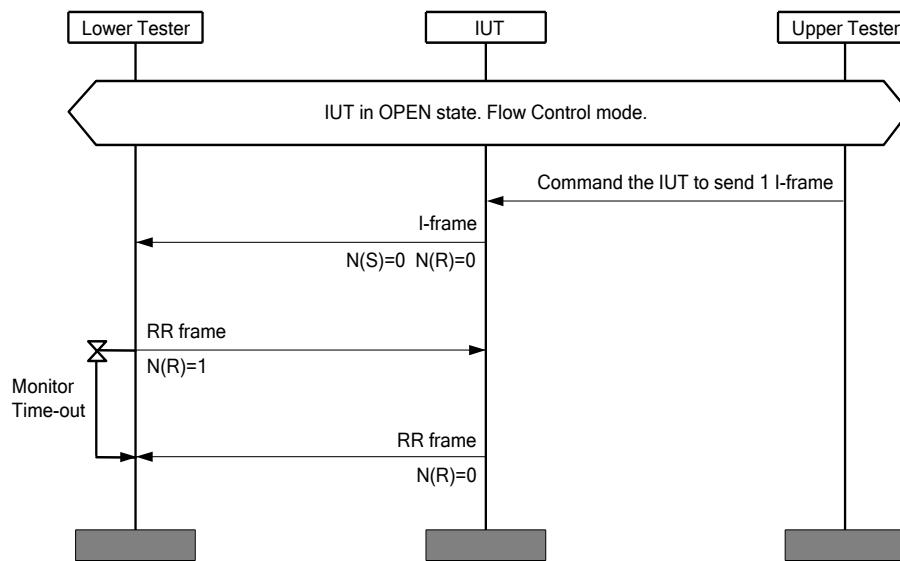 Lower Tester
IUT
Upper Tester
IUT in OPEN state. Flow Control mode.
Command the IUT to send 1 I-frame
I-frame
N(S)=0 N(R)=0
RR frame
N(R)=1
Monitor
Time-out
RR frame
N(R)=0